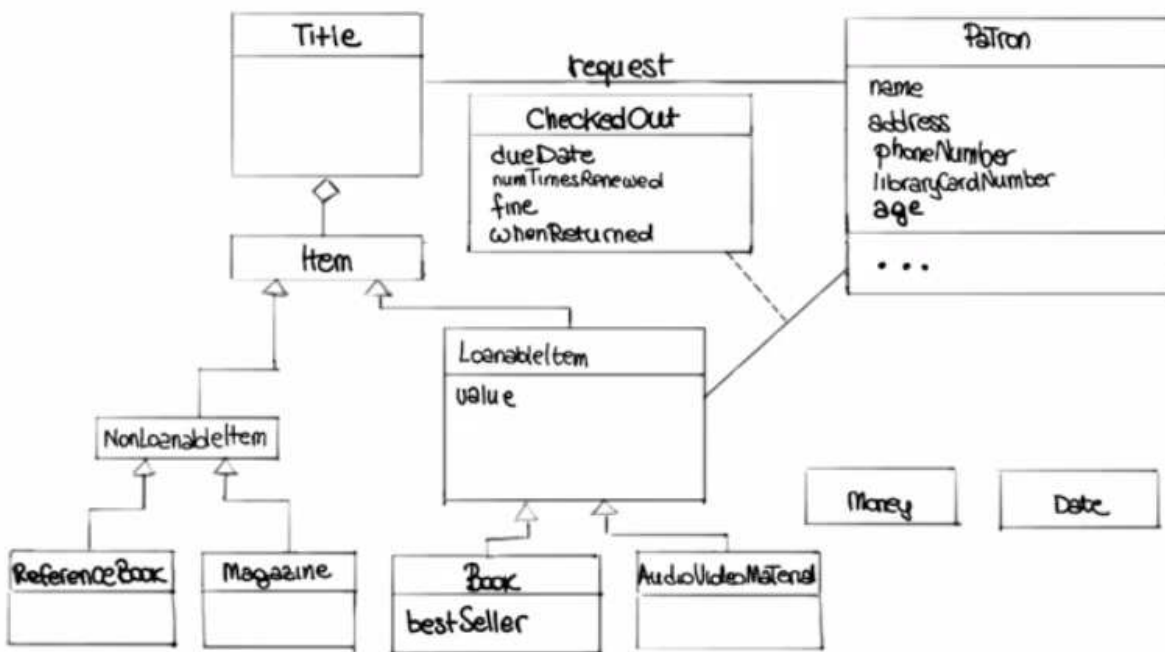 Title
request
Patron
name
address
phoneNumber
libraryCardNumber
age
...
CheckedOut
dueDate
numTimesRenewed
fine
whenReturned
Item
LoanableItem
value
NonLoanableItem
Money
Date
ReferenceBook
Magazine
Book
bestSeller
AudioVideoMaterial